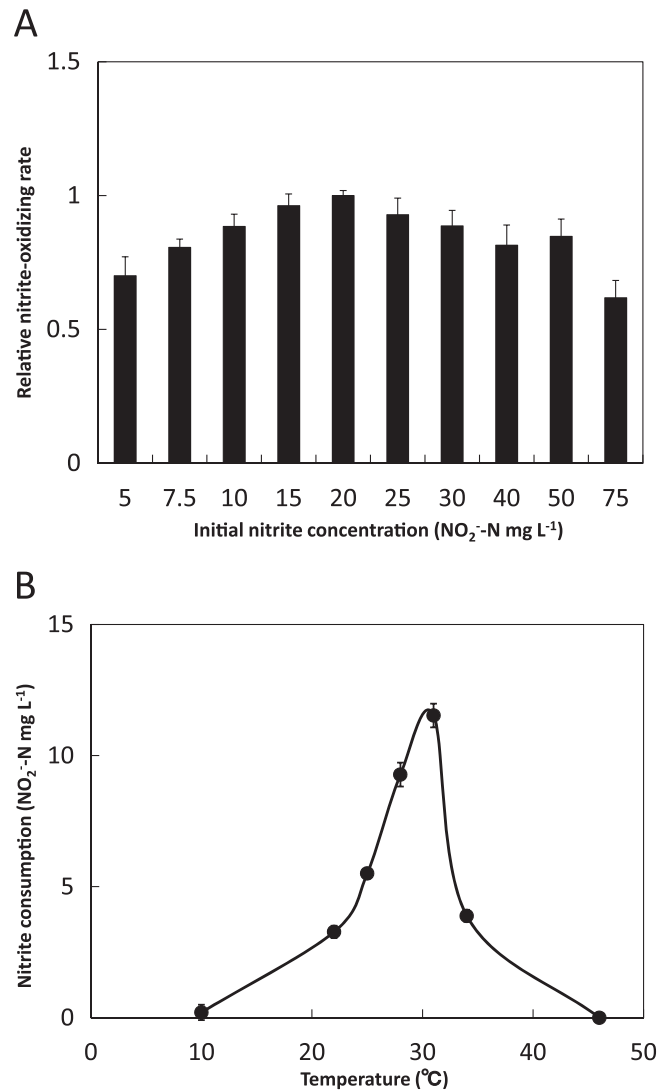 A
1.5
1
0.5
0
Relative nitrite-oxidizing rate
5 7.5 10 15 20 25 30 40 50 75
Initial nitrite concentration (NO₂⁻-N mg L⁻¹)
B
15
10
5
0
Nitrite consumption (NO₂⁻-N mg L⁻¹)
0 10 20 30 40 50
Temperature (℃)